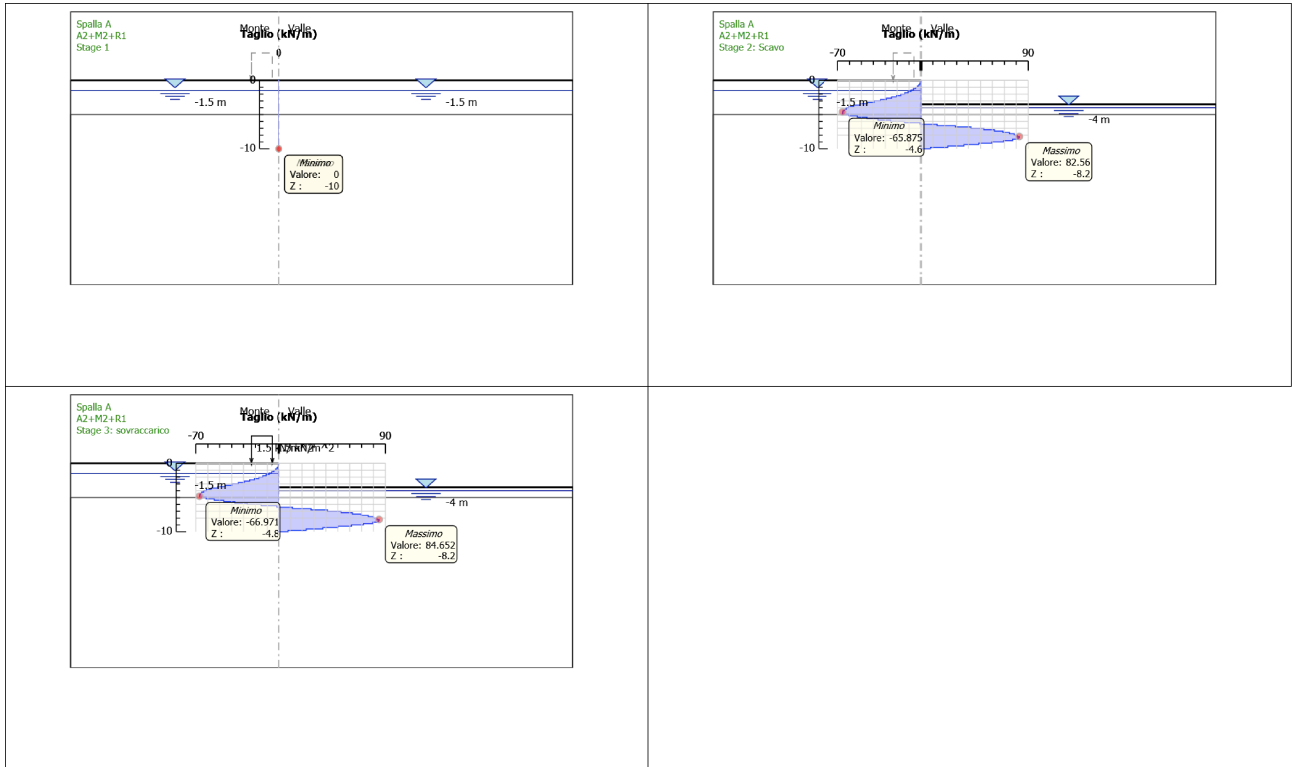 Spalla A
A2+M2+R1
Stage 1
Monte Valle
Taglio (kN/m)
0
0
-1.5 m
-1.5 m
-10
Minimo
Valore: 0
Z : -10
Spalla A
A2+M2+R1
Stage 2: Scavo
Monte Valle
Taglio (kN/m)
-70
90
0
-1.5 m
-4 m
-10
Minimo
Valore: -65.875
Z : -4.6
Massimo
Valore: 82.56
Z : -8.2
Spalla A
A2+M2+R1
Stage 3: sovraccarico
Monte Valle
Taglio (kN/m)
-70
90
0
-1.5 m
-4 m
-10
Minimo
Valore: -66.971
Z : -4.8
Massimo
Valore: 84.652
Z : -8.2